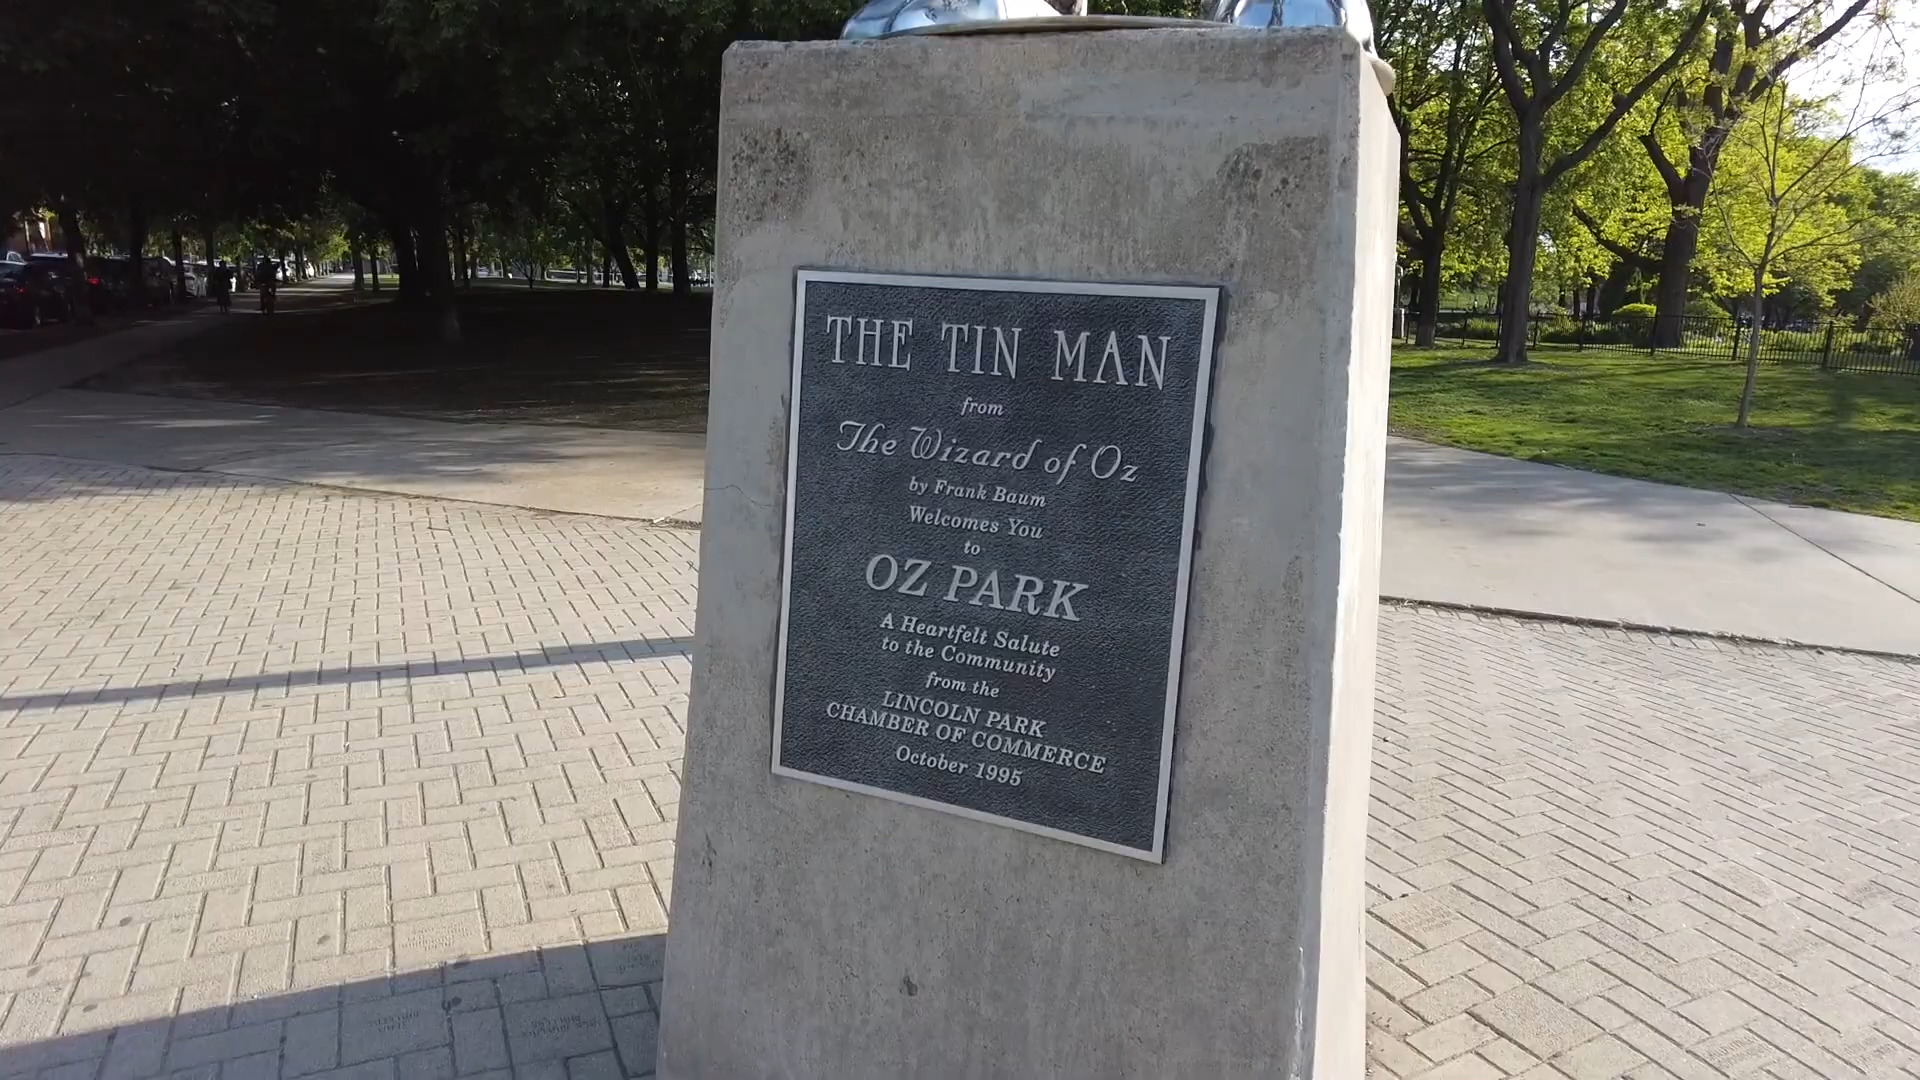 THE TIN MAN
from
The Wizard of Oz
by Frank Baum
Welcomes You
to
OZ PARK
A Heartfelt Salute
to the Community
from the
LINCOLN PARK
CHAMBER OF COMMERCE
October 1995